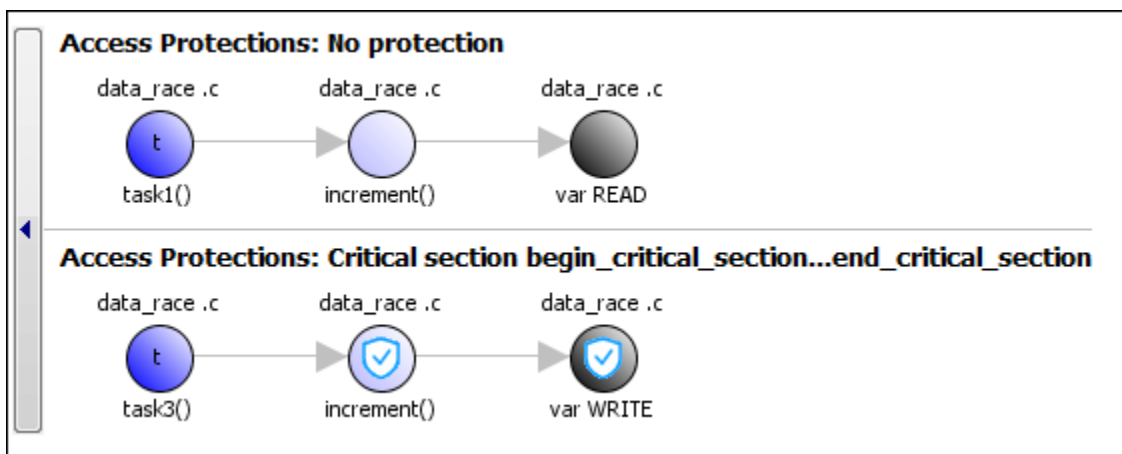 Access Protections: No protection
data_race .c data_race .c data_race .c
t
task1() increment() var READ
Access Protections: Critical section begin_critical_section...end_critical_section
data_race .c data_race .c data_race .c
t
task3() increment() var WRITE